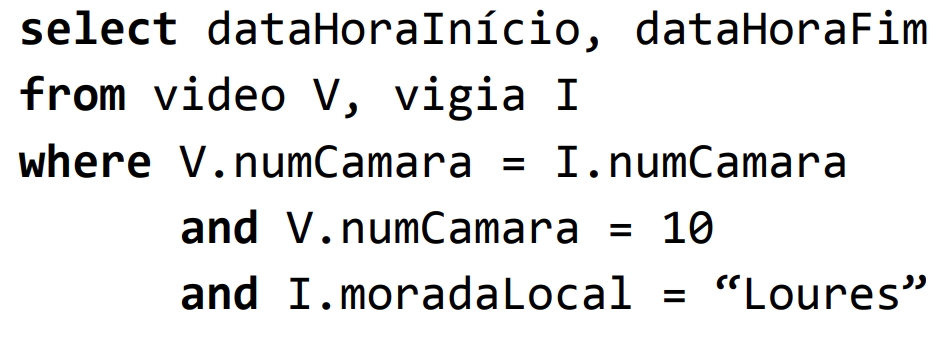 select dataHoraInício, dataHoraFim
from video V, vigia I
where V.numCamara = I.numCamara
and V.numCamara = 10
and I.moradaLocal = “Loures”